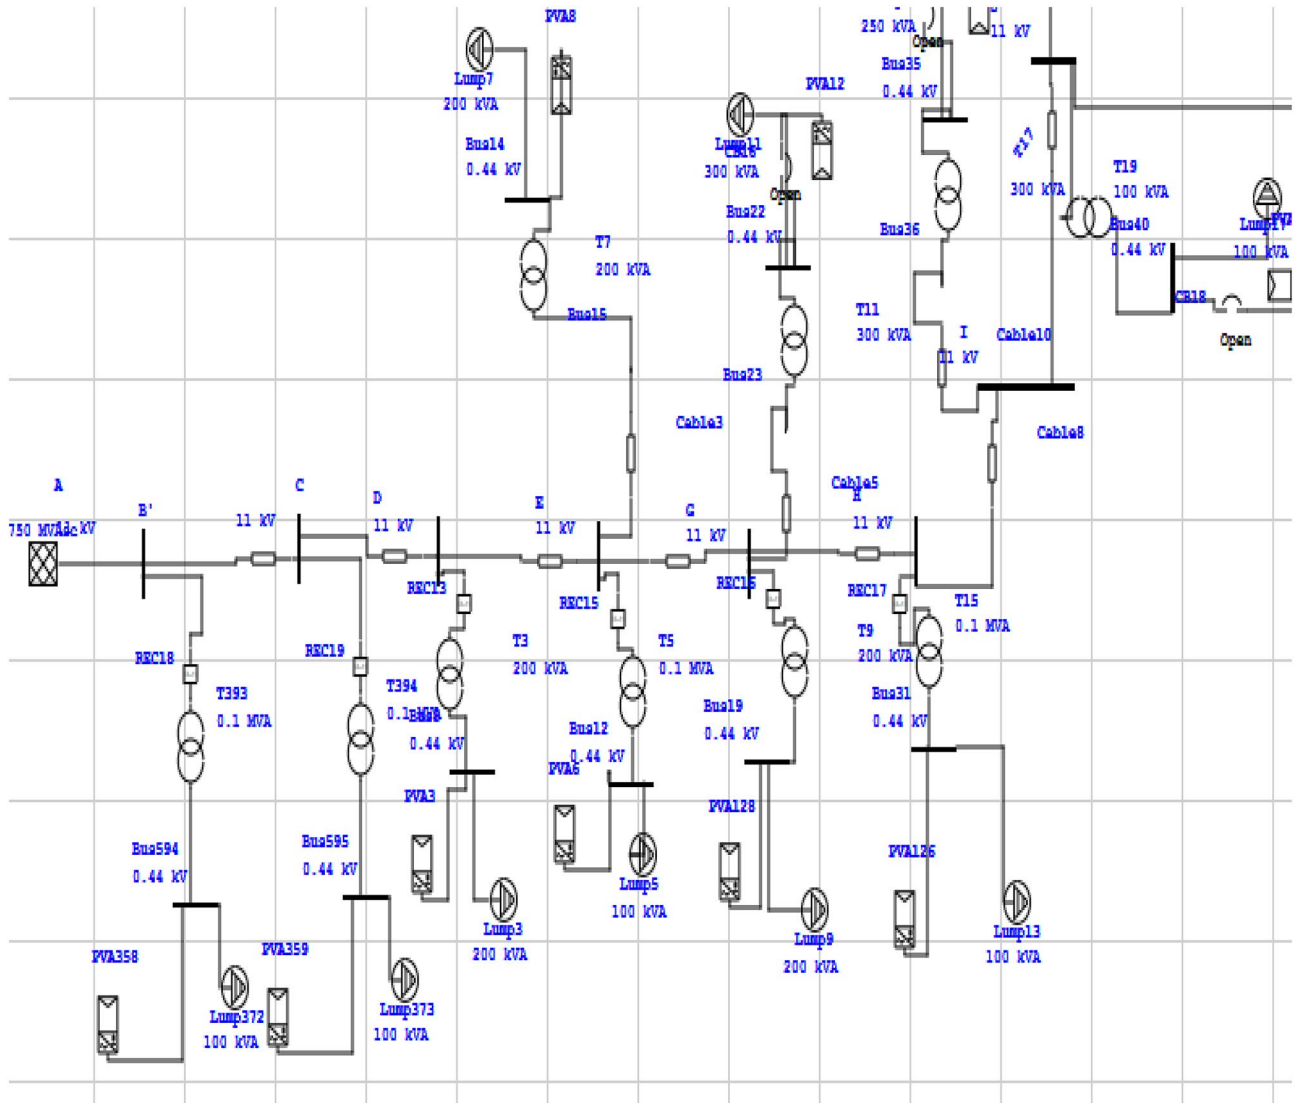 PVA8
250 kVA
11 kV
Open
Lump7
200 kVA
Bus35
0.44 kV
PVA12
Bus14
0.44 kV
Lump11
CB16
300 kVA
Open
T17
300 kVA
T19
100 kVA
Bus22
0.44 kV
Bus36
Bus40
0.44 kV
Lump17
PVA
100 kVA
T7
200 kVA
CB18
Open
Bus15
T11
300 kVA
I
11 kV
Cable10
Bus23
Cable3
Cable8
A
750 MVAsc
kV
B'
C
11 kV
D
11 kV
E
11 kV
G
11 kV
Cable5
H
11 kV
REC13
REC15
REC16
REC17
T15
0.1 MVA
REC18
REC19
T3
200 kVA
T5
0.1 MVA
T9
200 kVA
T393
0.1 MVA
T394
0.1 MVA
0.44 kV
Bus12
0.44 kV
Bus19
0.44 kV
Bus31
0.44 kV
PVA3
PVA6
PVA128
PVA126
Bus594
0.44 kV
Bus595
0.44 kV
Lump3
200 kVA
Lump5
100 kVA
Lump9
200 kVA
Lump13
100 kVA
PVA358
PVA359
Lump372
100 kVA
Lump373
100 kVA